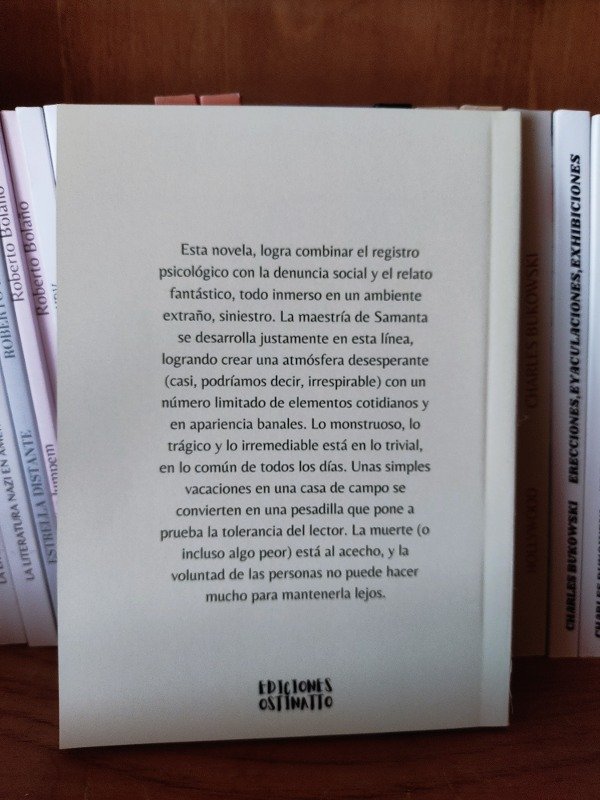 Esta novela, logra combinar el registro
psicológico con la denuncia social y el relato
fantástico, todo inmerso en un ambiente
extraño, siniestro. La maestría de Samanta
se desarrolla justamente en esta línea,
logrando crear una atmósfera desesperante
(casi, podríamos decir, irrespirable) con un
número limitado de elementos cotidianos y
en apariencia banales. Lo monstruoso, lo
trágico y lo irremediable está en lo trivial,
en lo común de todos los días. Unas simples
vacaciones en una casa de campo se
convierten en una pesadilla que pone a
prueba la tolerancia del lector. La muerte (o
incluso algo peor) está al acecho, y la
voluntad de las personas no puede hacer
mucho para mantenerla lejos.
EDICIONES
OSTINATTO
LA LITERATURA NAZI EN AMÉR
ESTRELLA DISTANTE
ROBERTO BOLAÑO
Roberto Bolaño
Roberto Bolaño
lumpem
HOLLYWOOD CHARLES BUKOWSKI
CHARLES BUKOWSKI ERECCIONES,EYACULACIONES,EXHIBICIONES